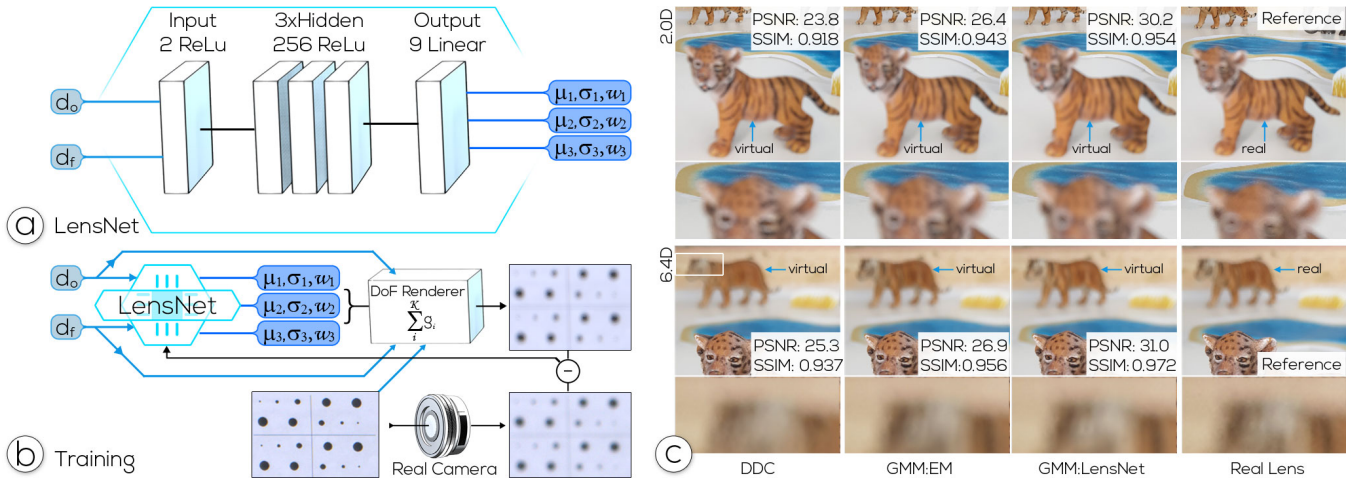 Input
2 ReLu
3xHidden
256 ReLu
Output
9 Linear
d_o
d_f
μ₁,σ₁,w₁
μ₂,σ₂,w₂
μ₃,σ₃,w₃
a LensNet
d_o
d_f
LensNet
μ₁,σ₁,w₁
μ₂,σ₂,w₂
μ₃,σ₃,w₃
DoF Renderer
K
∑ g_i
i
−
Real Camera
b Training
2.0D
PSNR: 23.8
SSIM: 0.918
virtual
PSNR: 26.4
SSIM: 0.943
virtual
PSNR: 30.2
SSIM: 0.954
virtual
Reference
real
6.4D
virtual
PSNR: 25.3
SSIM: 0.937
virtual
PSNR: 26.9
SSIM: 0.956
virtual
PSNR: 31.0
SSIM: 0.972
real
Reference
c
DDC
GMM:EM
GMM:LensNet
Real Lens